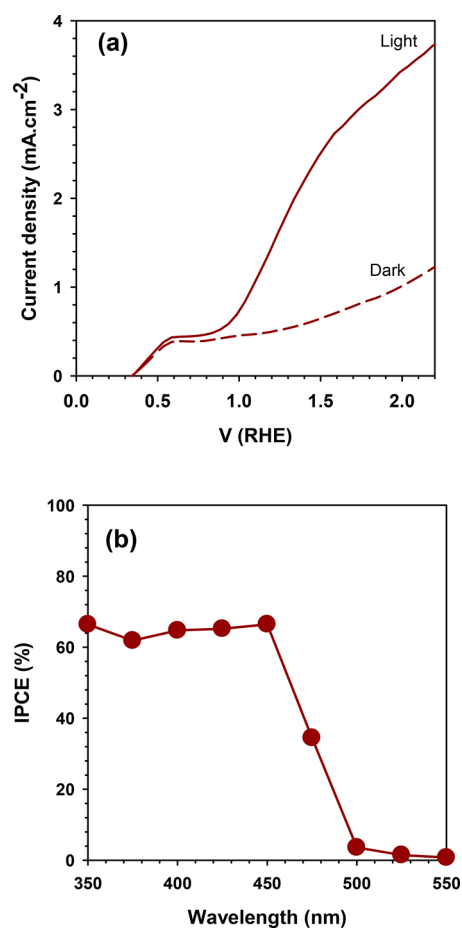 (a)
Light
Dark
Current density (mA.cm-2)
4
3
2
1
0
0.0 0.5 1.0 1.5 2.0
V (RHE)
(b)
IPCE (%)
100
80
60
40
20
0
350 400 450 500 550
Wavelength (nm)